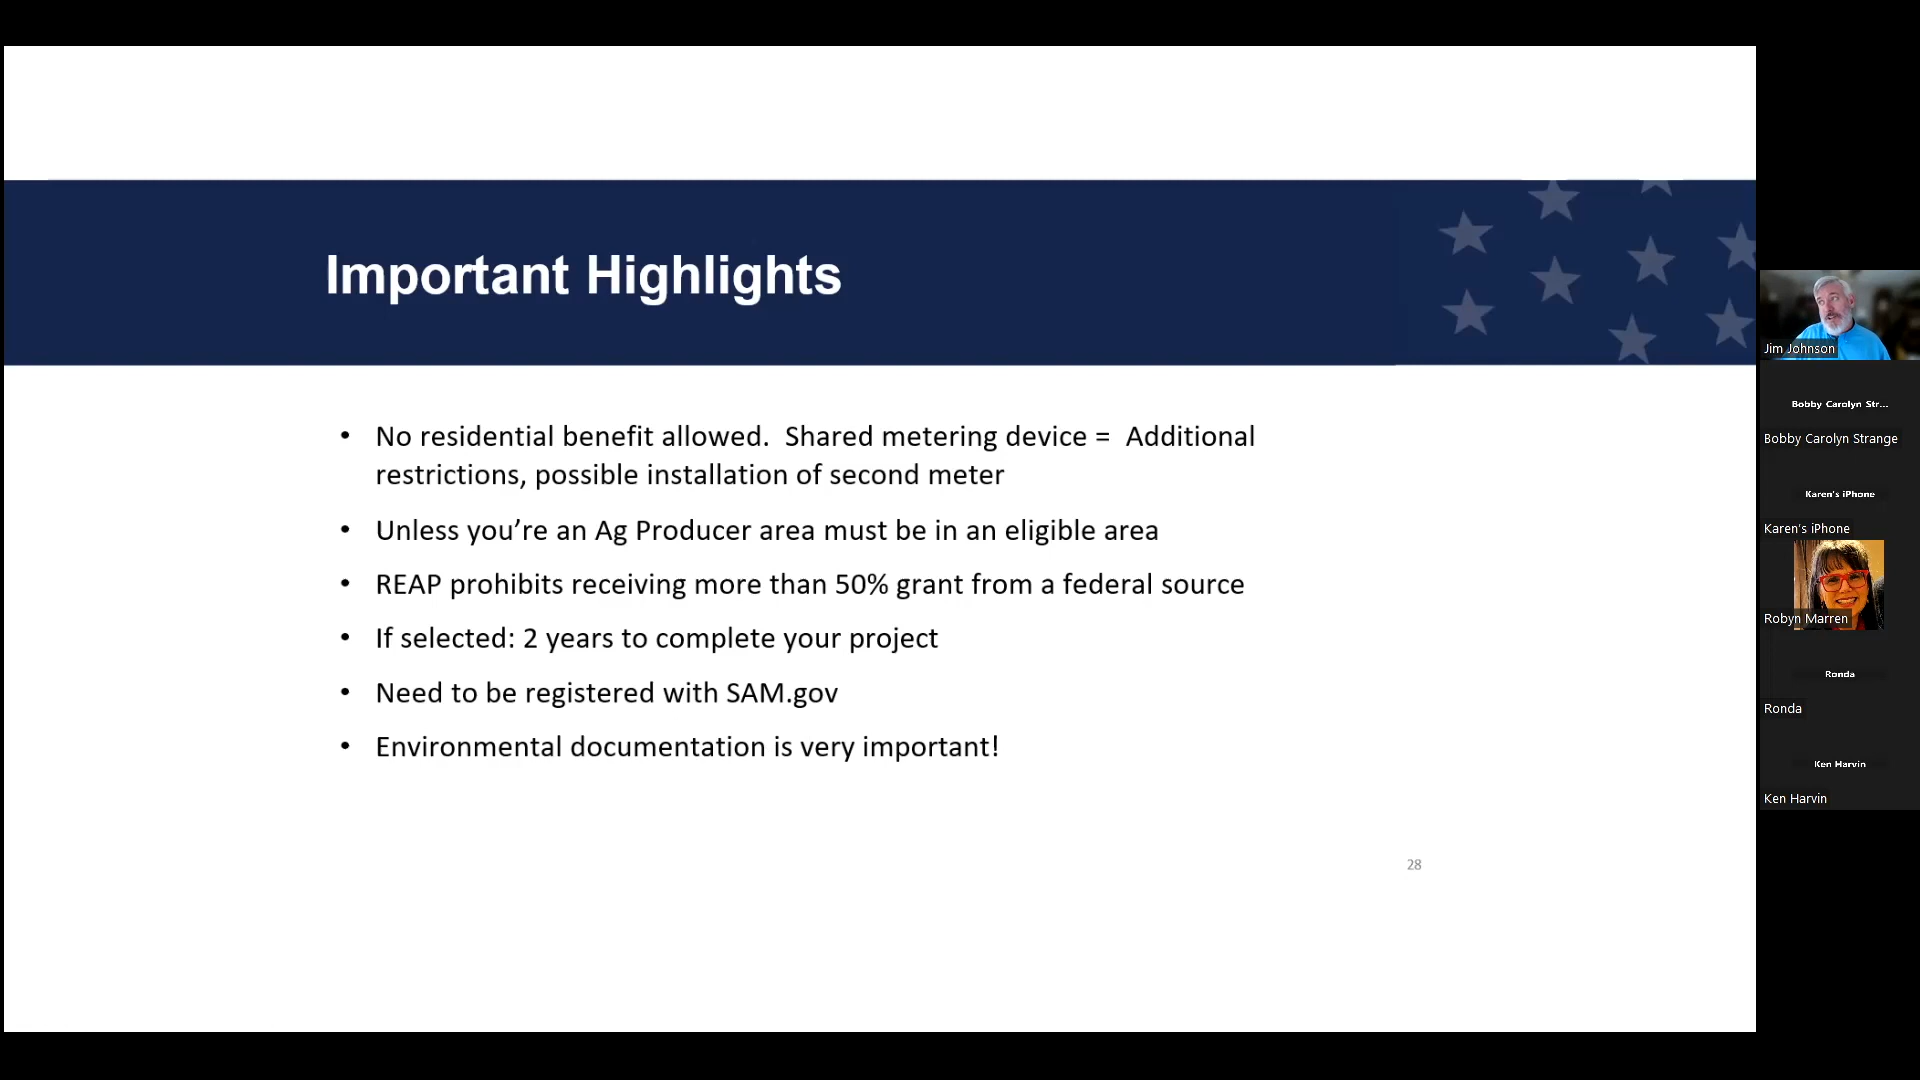 Important Highlights
• No residential benefit allowed.  Shared metering device =  Additional
restrictions, possible installation of second meter
• Unless you’re an Ag Producer area must be in an eligible area
• REAP prohibits receiving more than 50% grant from a federal source
• If selected: 2 years to complete your project
• Need to be registered with SAM.gov
• Environmental documentation is very important!
28
Jim Johnson
Bobby Carolyn Str...
Bobby Carolyn Strange
Karen's iPhone
Karen's iPhone
Robyn Marren
Ronda
Ronda
Ken Harvin
Ken Harvin